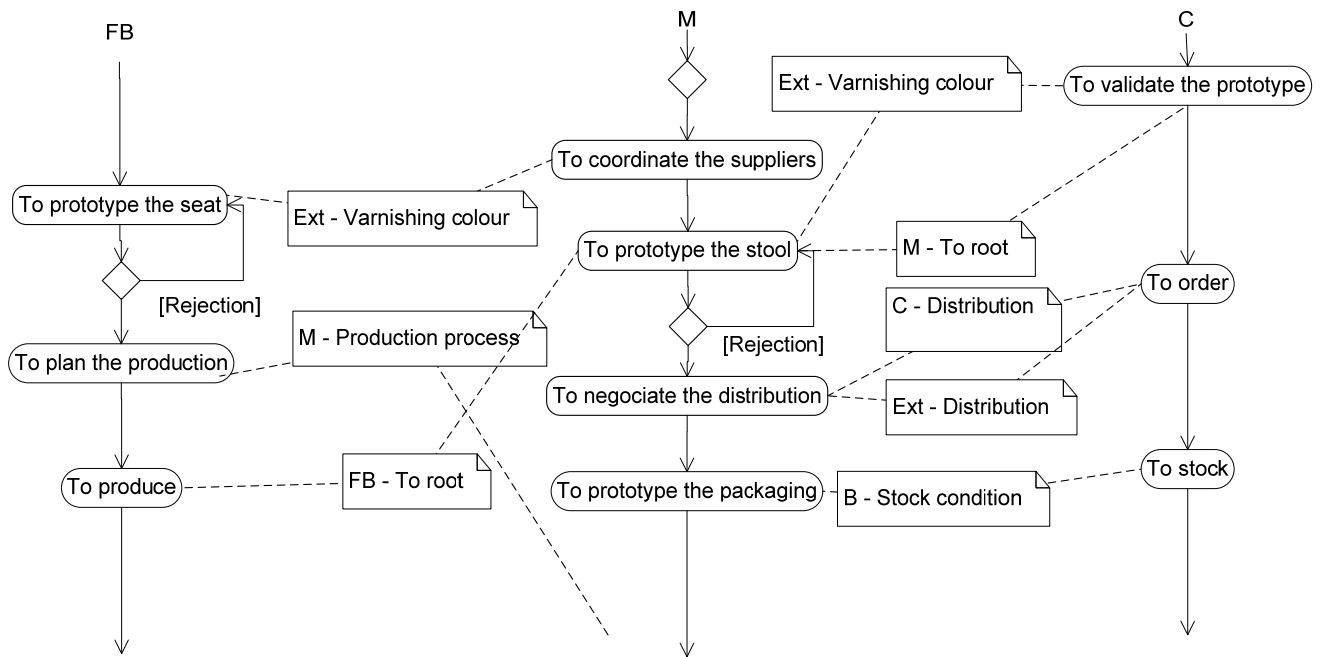 FB
M
C
Ext - Varnishing colour
To validate the prototype
To coordinate the suppliers
To prototype the seat
Ext - Varnishing colour
To prototype the stool
M - To root
To order
[Rejection]
C - Distribution
M - Production process
[Rejection]
To plan the production
To negociate the distribution
Ext - Distribution
To produce
FB - To root
To prototype the packaging
B - Stock condition
To stock